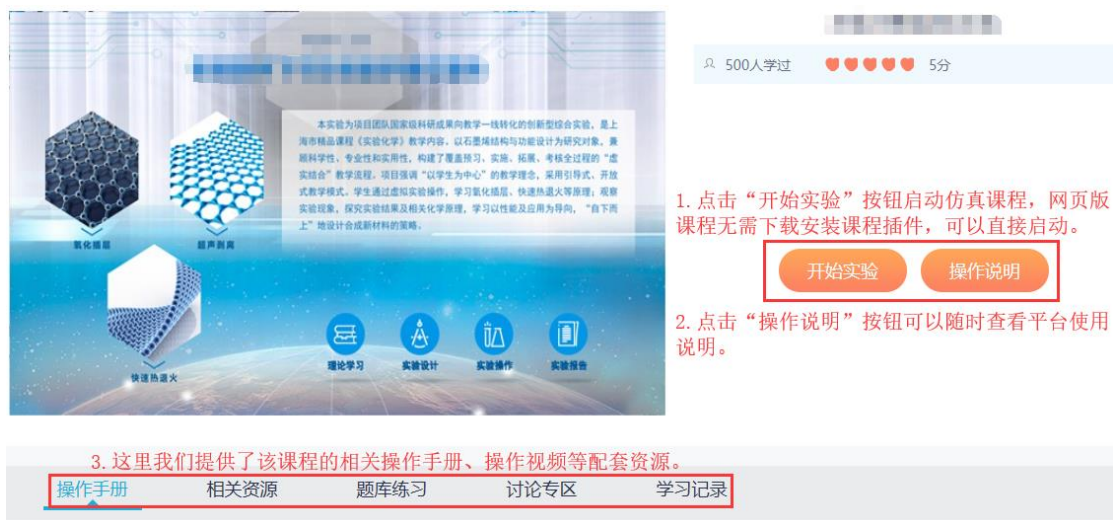 500人学过 5分
本实验为项目团队国家级科研成果向教学一线转化的创新型综合实验，是上
海市精品课程《实验化学》教学内容。以石墨烯结构与功能设计为研究对象，兼
顾科学性、专业性和实用性，构建了覆盖预习、实施、拓展、考核全过程的“虚
实结合”教学流程。项目强调“以学生为中心”的教学理念，采用引导式、开放
式教学模式。学生通过虚拟实验操作，学习氧化插层、快速热退火等原理；观察
实验现象，探究实验结果及相关化学原理，学习以性能及应用为导向，“自下而
上”地设计合成新材料的策略。
氧化插层
超声剥离
快速热退火
理论学习
实验设计
实验操作
实验报告
1.点击“开始实验”按钮启动仿真课程，网页版
课程无需下载安装课程插件，可以直接启动。
开始实验
操作说明
2.点击“操作说明”按钮可以随时查看平台使用
说明。
3.这里我们提供了该课程的相关操作手册、操作视频等配套资源。
操作手册
相关资源
题库练习
讨论专区
学习记录